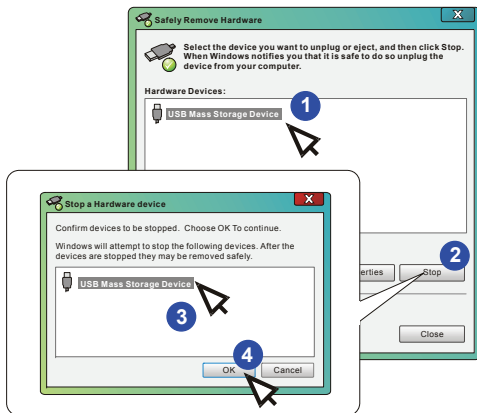 Safely Remove Hardware
X
Select the device you want to unplug or eject, and then click Stop.
When Windows notifies you that it is safe to do so unplug the
device from your computer.
Hardware Devices:
1
USB Mass Storage Device
2
erties
Stop
Close
Stop a Hardware device
X
Confirm devices to be stopped. Choose OK To continue.
Windows will attempt to stop the following devices. After the
devices are stopped they may be removed safely.
USB Mass Storage Device
3
4
OK
Cancel